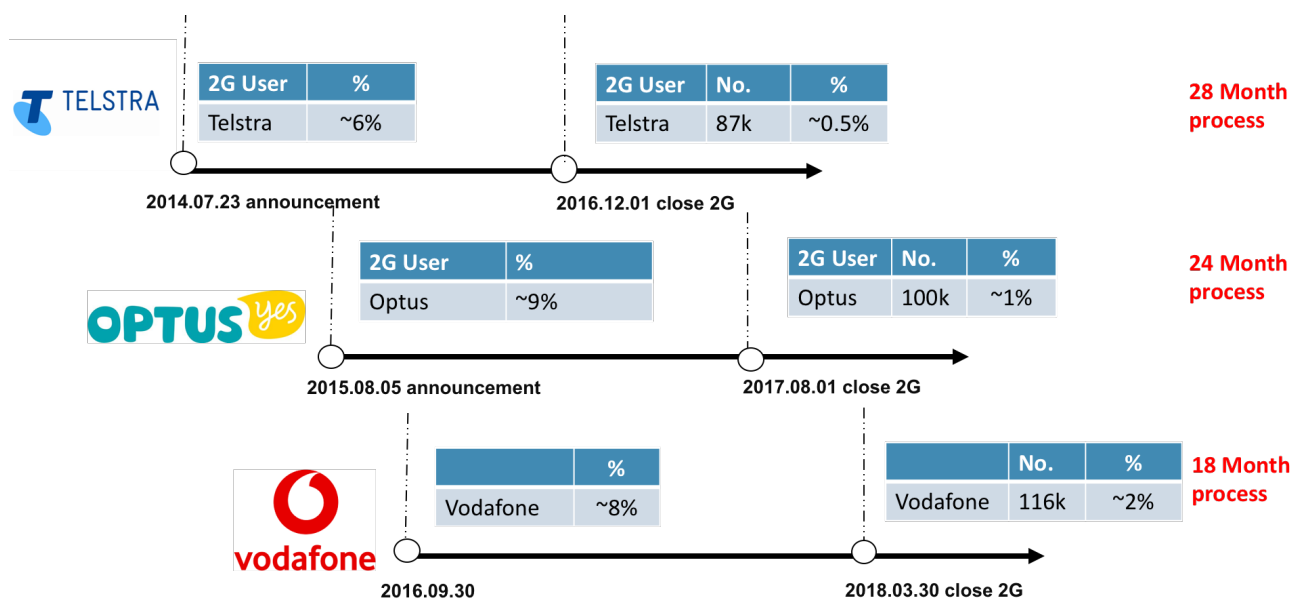 TELSTRA
2G User %
Telstra ~6%
2G User No. %
Telstra 87k ~0.5%
28 Month
process
2014.07.23 announcement
2016.12.01 close 2G
OPTUS yes
2G User %
Optus ~9%
2G User No. %
Optus 100k ~1%
24 Month
process
2015.08.05 announcement
2017.08.01 close 2G
vodafone
%
Vodafone ~8%
No. %
Vodafone 116k ~2%
18 Month
process
2016.09.30
2018.03.30 close 2G